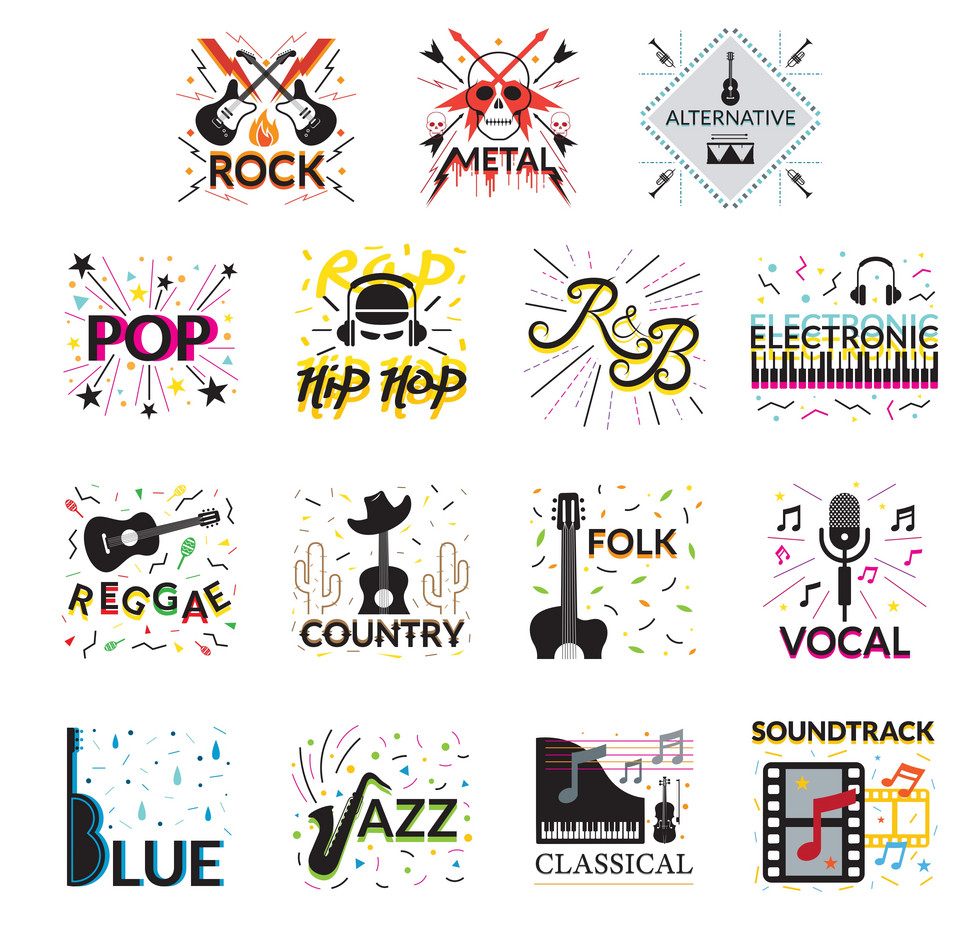 ROCK
METAL
ALTERNATIVE
POP
Rap
Hip Hop
R&B
ELECTRONIC
REGGAE
COUNTRY
FOLK
VOCAL
BLUE
JAZZ
CLASSICAL
SOUNDTRACK